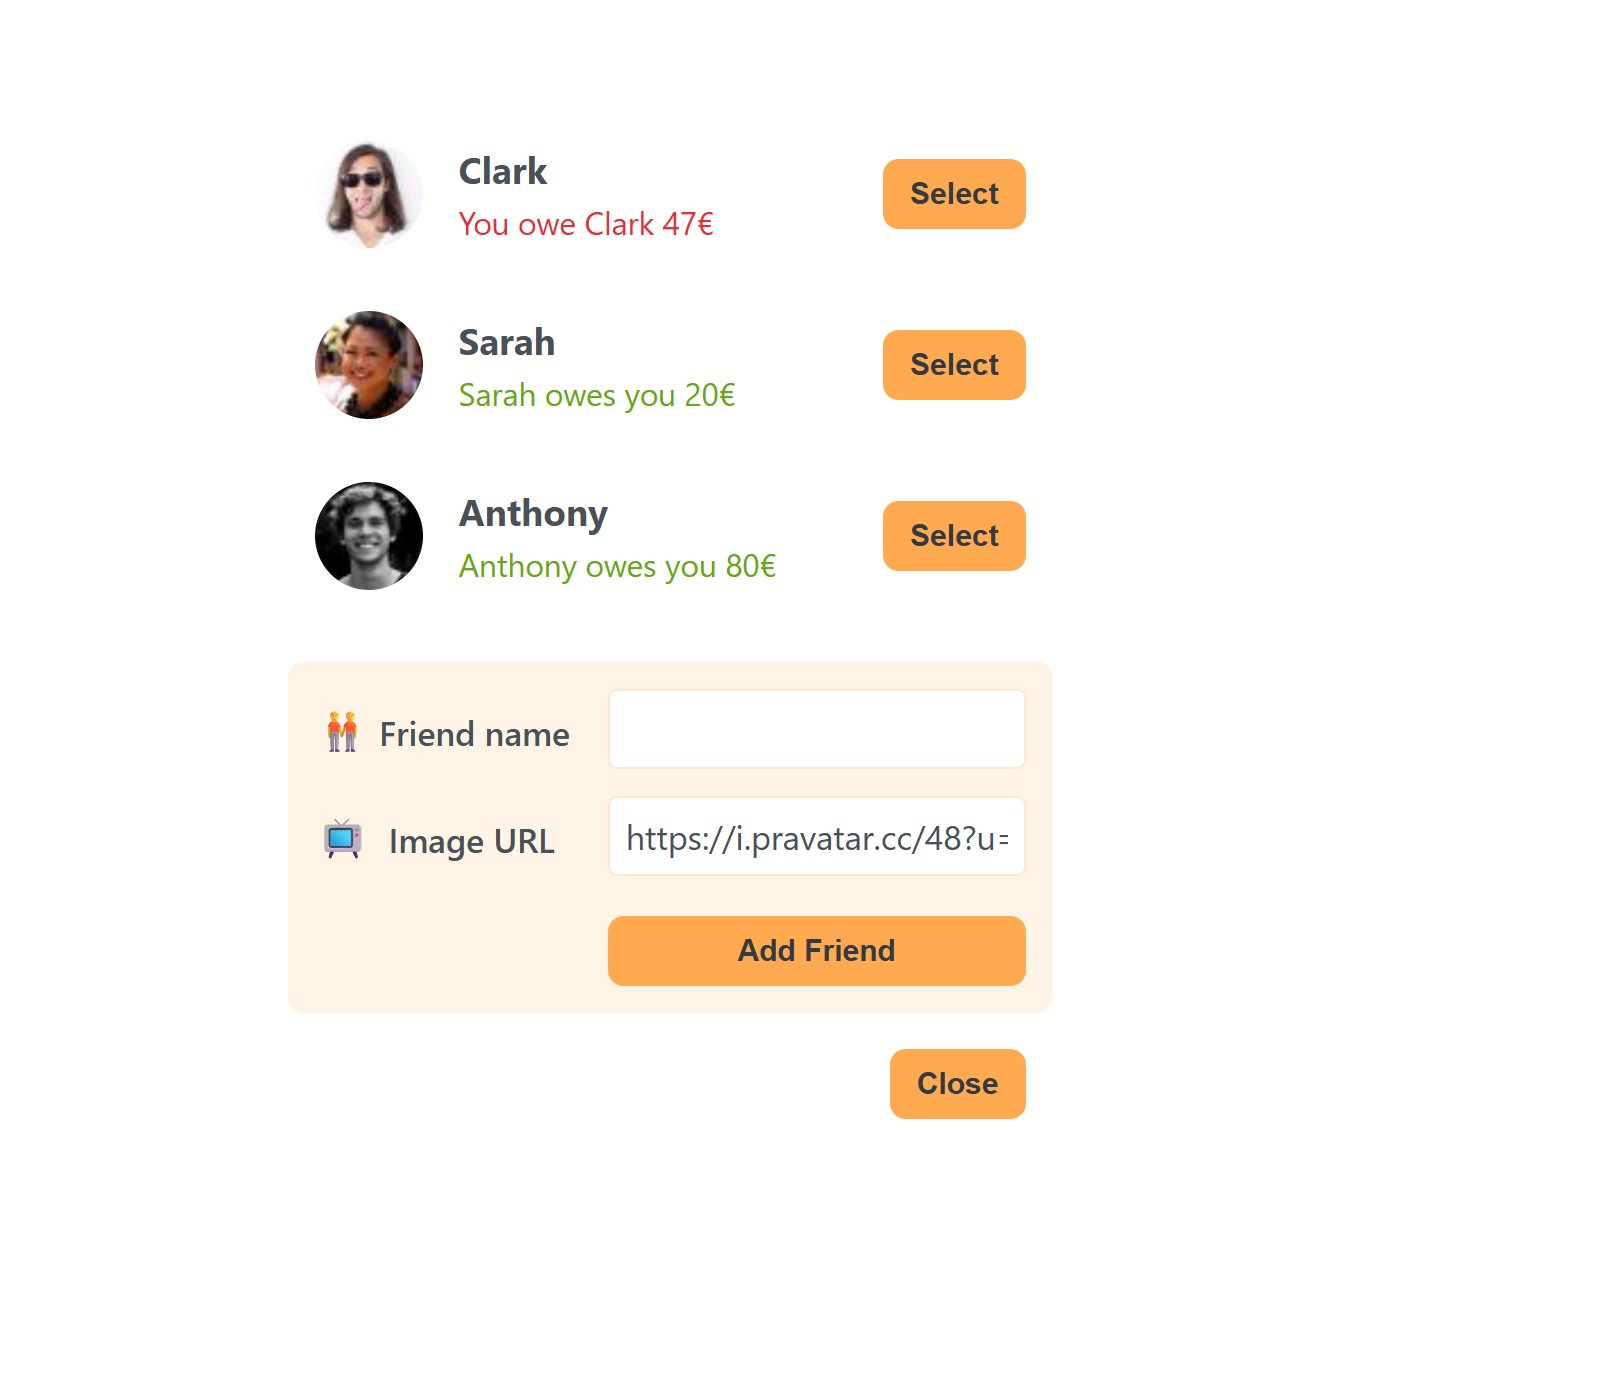 Clark
You owe Clark 47€
Select
Sarah
Sarah owes you 20€
Select
Anthony
Anthony owes you 80€
Select
Friend name
Image URL
https://i.pravatar.cc/48?u=
Add Friend
Close